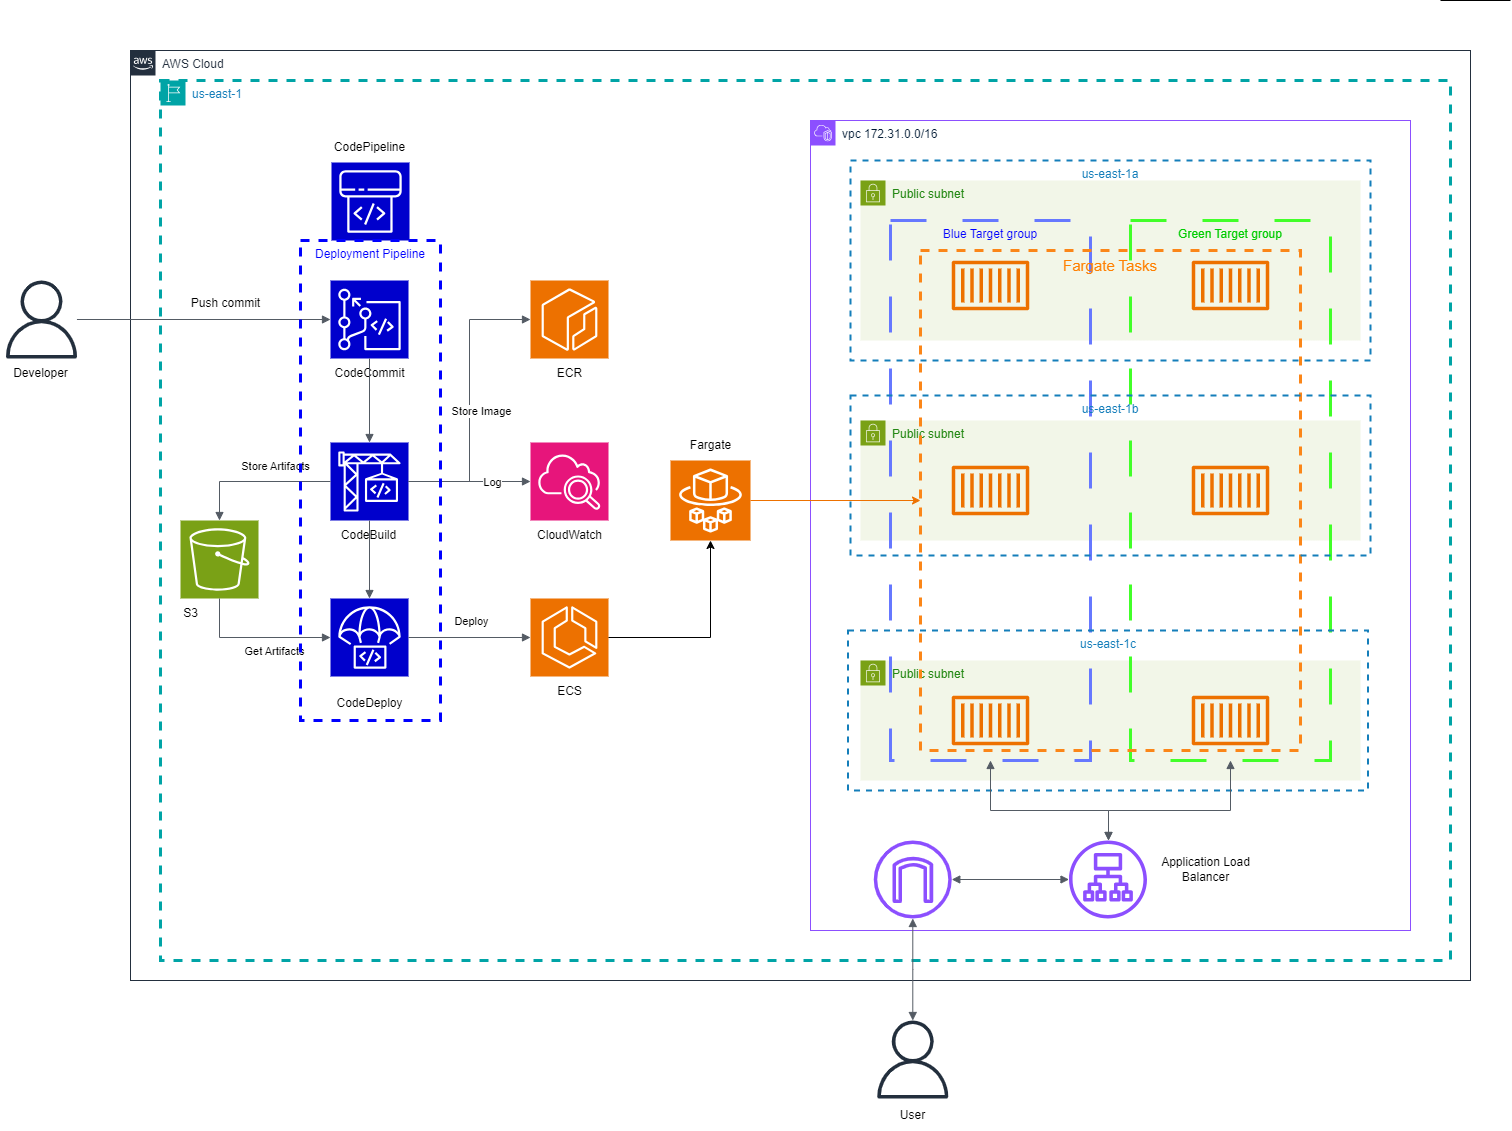 aws
AWS Cloud
us-east-1
CodePipeline
Deployment Pipeline
Push commit
Developer
CodeCommit
ECR
Store Image
Store Artifacts
Log
CodeBuild
CloudWatch
S3
Get Artifacts
Deploy
CodeDeploy
ECS
Fargate
vpc 172.31.0.0/16
us-east-1a
Public subnet
Blue Target group
Green Target group
Fargate Tasks
us-east-1b
Public subnet
us-east-1c
Public subnet
Application Load
Balancer
User